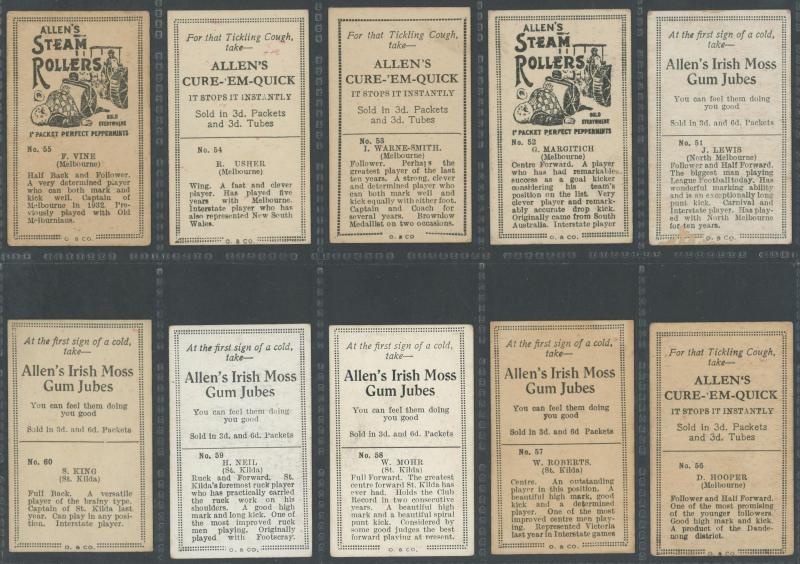 ALLEN'S
STEAM
ROLLERS
SOLD
EVERYWHERE
1ᴰ PACKET PERFECT PEPPERMINTS
No. 55
F. VINE
(Melbourne)
Half Back and Follower.
A very determined player
who can both mark and
kick well. Captain of
Melbourne in 1932. Pre-
viously played with Old
Melburnians.
O. & CO.
For that Tickling Cough,
take—
ALLEN'S
CURE-'EM-QUICK
IT STOPS IT INSTANTLY
Sold in 3d. Packets
and 3d. Tubes
No. 54
R. USHER
(Melbourne)
Wing. A fast and clever
player. Has played five
years with Melbourne.
Interstate player who has
also represented New South
Wales.
O. & CO.
For that Tickling Cough,
take—
ALLEN'S
CURE-'EM-QUICK
IT STOPS IT INSTANTLY
Sold in 3d. Packets
and 3d. Tubes
No. 53
I. WARNE-SMITH.
(Melbourne)
Follower. Perhaps the
greatest player of the last
ten years. A strong, clever
and determined player who
can both mark well and
kick equally with either foot.
Captain and Coach for
several years. Brownlow
Medallist on two occasions.
O. & CO.
ALLEN'S
STEAM
ROLLERS
SOLD
EVERYWHERE
1ᴰ PACKET PERFECT PEPPERMINTS
No. 52
G. MARGITICH
(Melbourne)
Centre Forward. A player
who has had remarkable
success as a goal kicker
considering his team's
position on the list. Very
clever player and remark-
ably accurate drop kick.
Originally came from South
Australia. Interstate player
O. & CO.
At the first sign of a cold,
take—
Allen's Irish Moss
Gum Jubes
You can feel them doing
you good
Sold in 3d. and 6d. Packets
No. 51
J. LEWIS
(North Melbourne)
Follower and Half Forward.
The biggest man playing
League Football today. Has
wonderful marking ability
and is an exceptionally long
punt kick. Carnival and
Interstate player. Has play-
ed with North Melbourne
for ten years.
O. & CO.
At the first sign of a cold,
take—
Allen's Irish Moss
Gum Jubes
You can feel them doing
you good
Sold in 3d. and 6d. Packets
No. 60
S. KING
(St. Kilda)
Full Back. A versatile
player of the brainy type.
Captain of St. Kilda last
year. Can play in any posi-
tion. Interstate player.
O. & CO.
At the first sign of a cold,
take—
Allen's Irish Moss
Gum Jubes
You can feel them doing
you good
Sold in 3d. and 6d. Packets
No. 59
H. NEIL
(St. Kilda)
Ruck and Forward. St.
Kilda's foremost ruck player
who has practically carried
the ruck work on his
shoulders. A good high
mark and long kick. One of
the most improved ruck
men playing. Originally
played with Footscray.
O. & CO.
At the first sign of a cold,
take—
Allen's Irish Moss
Gum Jubes
You can feel them doing
you good
Sold in 3d. and 6d. Packets
No. 58
W. MOHR
(St. Kilda)
Full Forward. The greatest
centre forward St. Kilda has
ever had. Holds the Club
Record in two consecutive
years. A beautiful high
mark and a beautiful spiral
punt kick. Considered by
some good judges the best
forward playing at present.
O. & CO.
At the first sign of a cold,
take—
Allen's Irish Moss
Gum Jubes
You can feel them doing
you good
Sold in 3d. and 6d Packets
No. 57
W. ROBERTS.
(St. Kilda)
Centre. An outstanding
player in this position. A
beautiful high mark, good
kick and a determined
player. One of the most
improved centre men play-
ing. Represented Victoria
last year in Interstate games
O. & CO.
For that Tickling Cough,
take—
ALLEN'S
CURE-'EM-QUICK
IT STOPS IT INSTANTLY
Sold in 3d. Packets
and 3d. Tubes
No. 56
D. HOOPER
(Melbourne)
Follower and Half Forward.
One of the most promising
of the younger followers.
Good high mark and kick.
A product of the Dande-
nong district.
O. & CO.